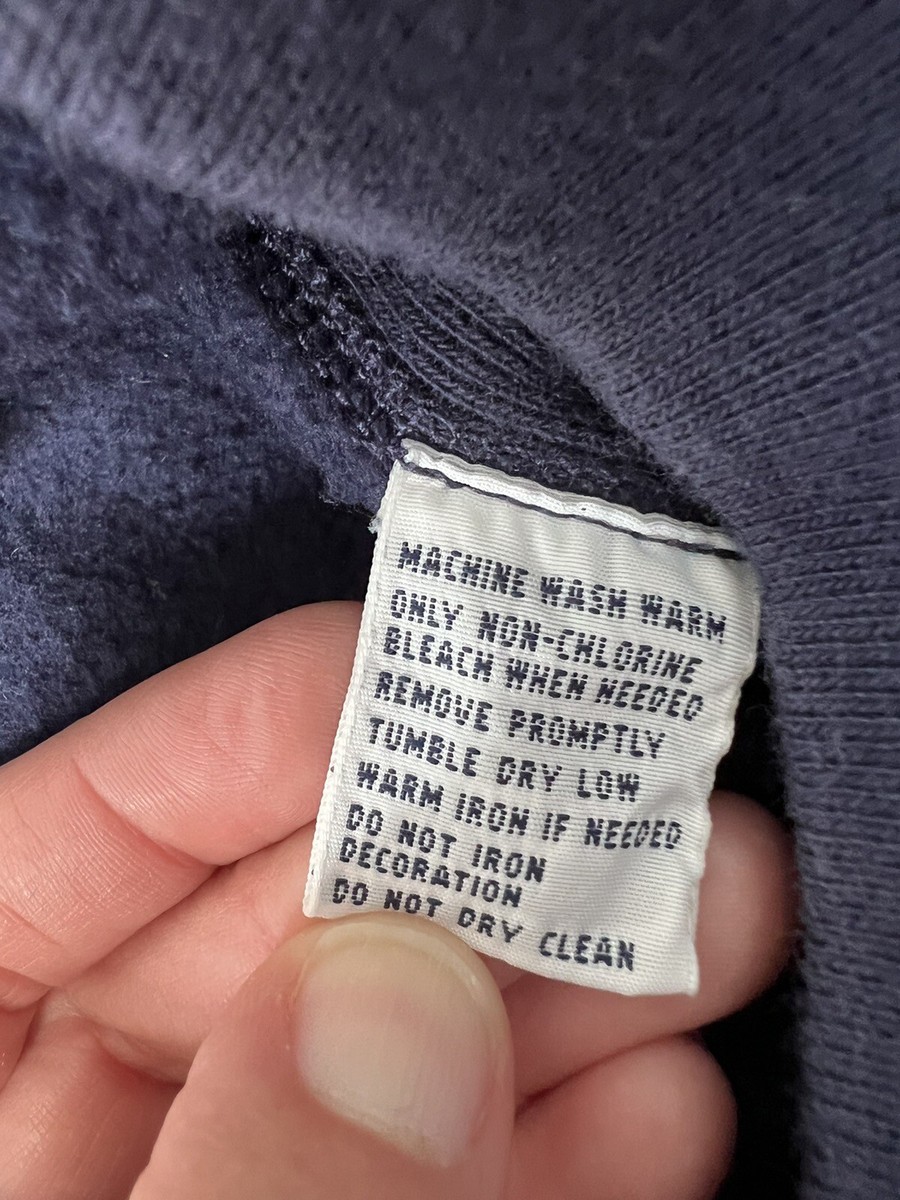 MACHINE WASH WARM
ONLY NON-CHLORINE
BLEACH WHEN NEEDED
REMOVE PROMPTLY
TUMBLE DRY LOW
WARM IRON IF NEEDED
DO NOT IRON
DECORATION
DO NOT DRY CLEAN